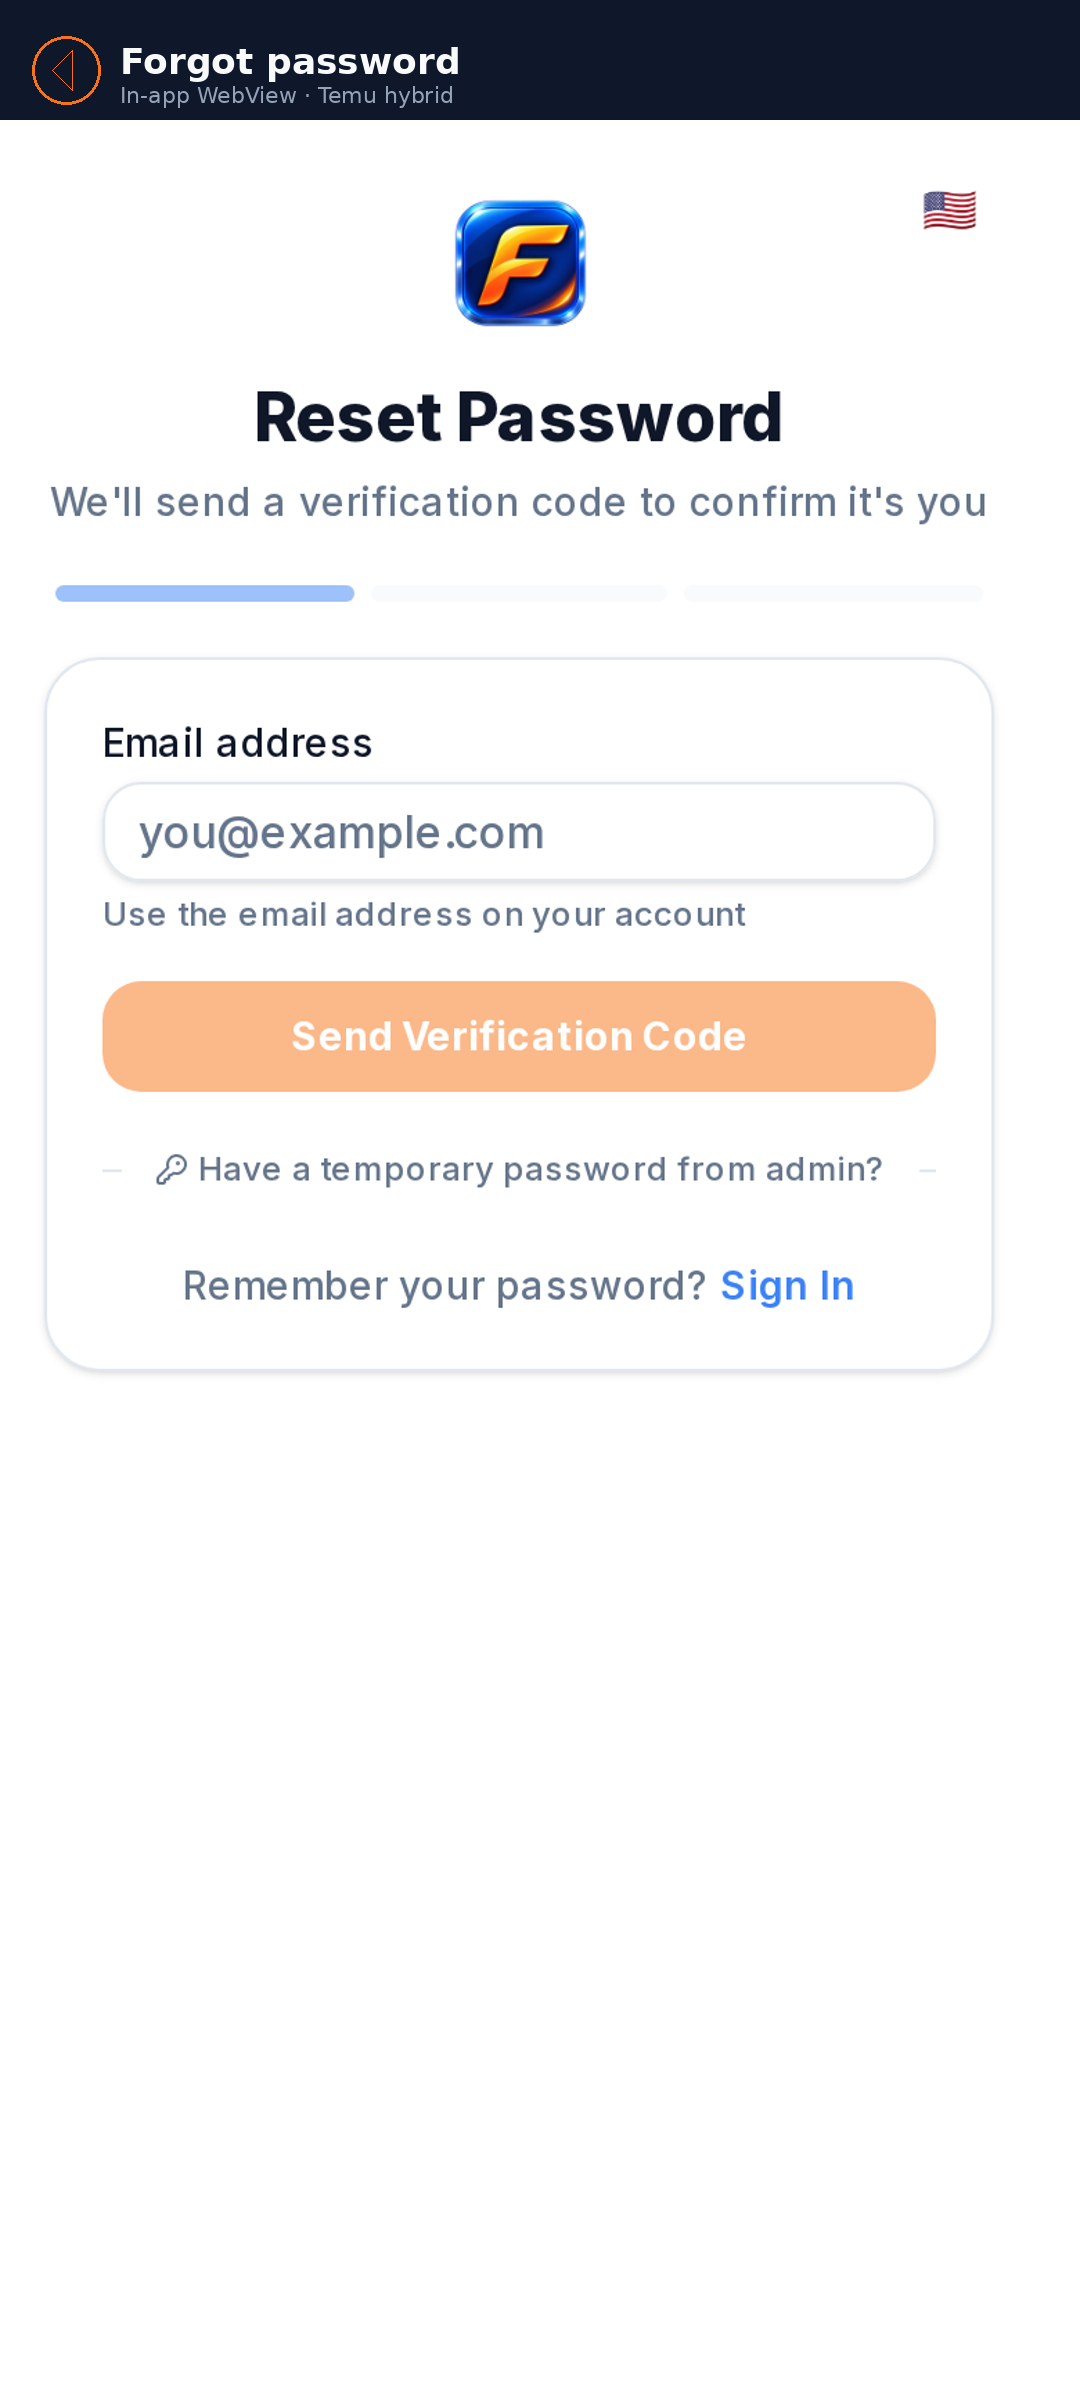 Forgot password
In-app WebView · Temu hybrid
F
Reset Password
We'll send a verification code to confirm it's you
Email address
you@example.com
Use the email address on your account
Send Verification Code
Have a temporary password from admin?
Remember your password? Sign In